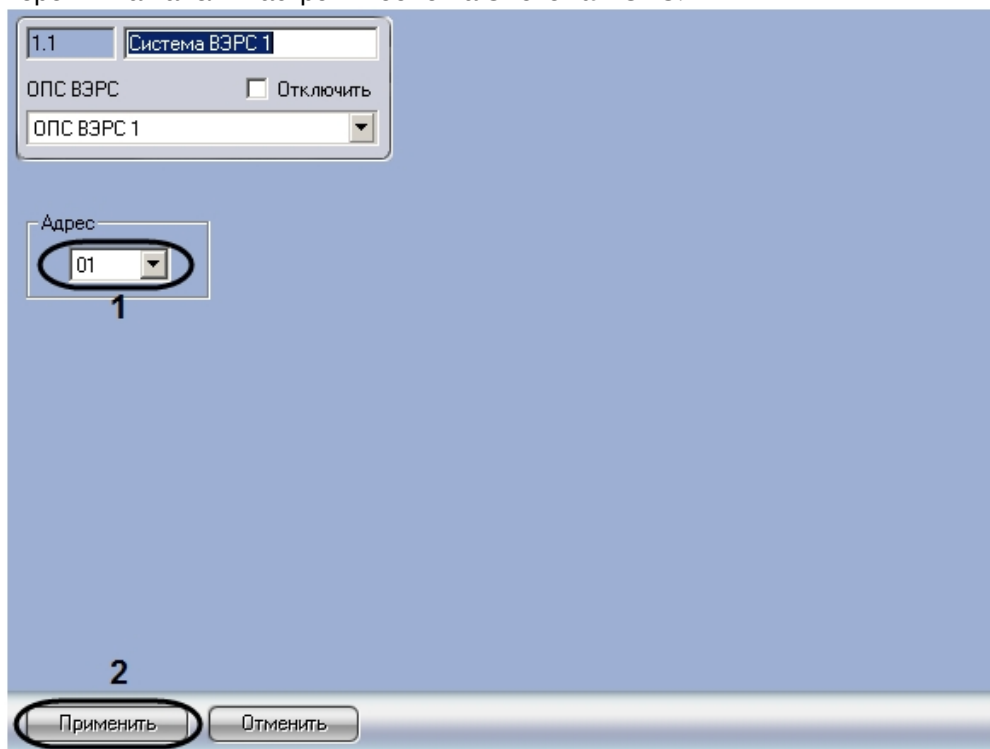 1.1 Система ВЭРС 1
ОПС ВЭРС Отключить
ОПС ВЭРС 1
Адрес
01
1
2
Применить Отменить